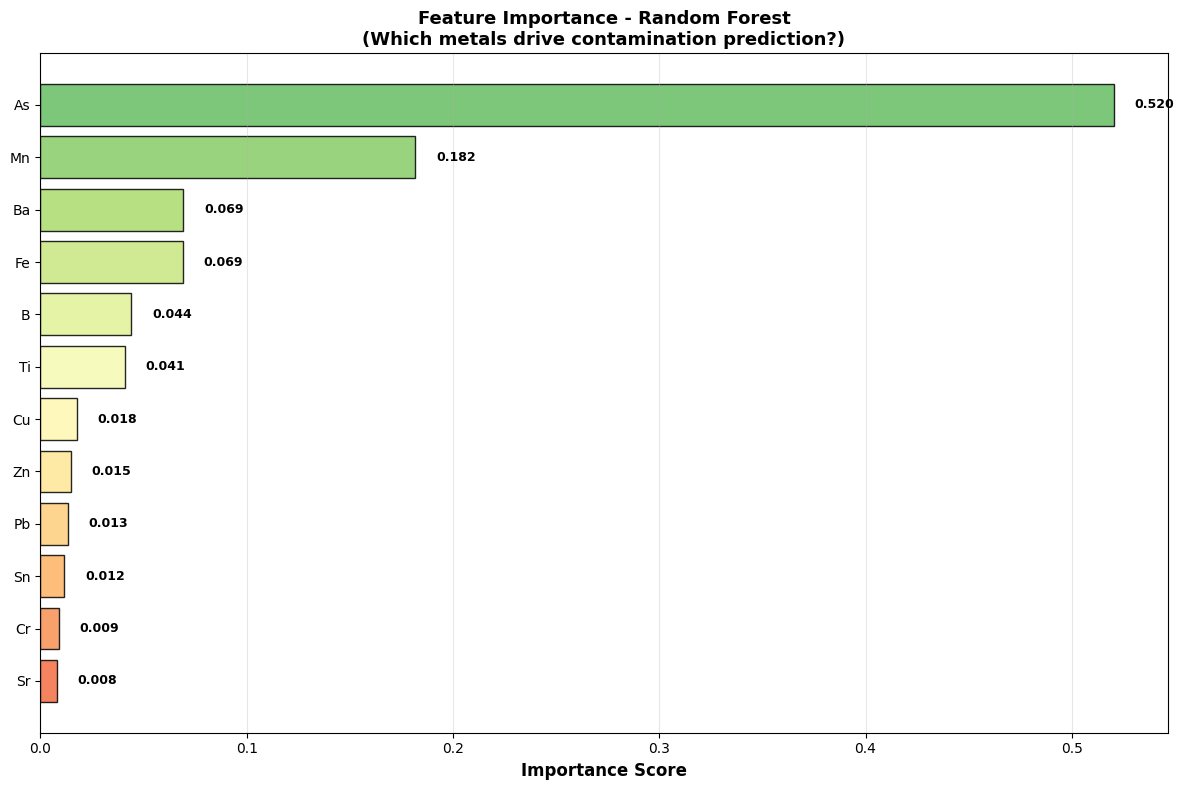 Feature Importance - Random Forest
(Which metals drive contamination prediction?)
As 0.520
Mn 0.182
Ba 0.069
Fe 0.069
B 0.044
Ti 0.041
Cu 0.018
Zn 0.015
Pb 0.013
Sn 0.012
Cr 0.009
Sr 0.008
0.0 0.1 0.2 0.3 0.4 0.5
Importance Score